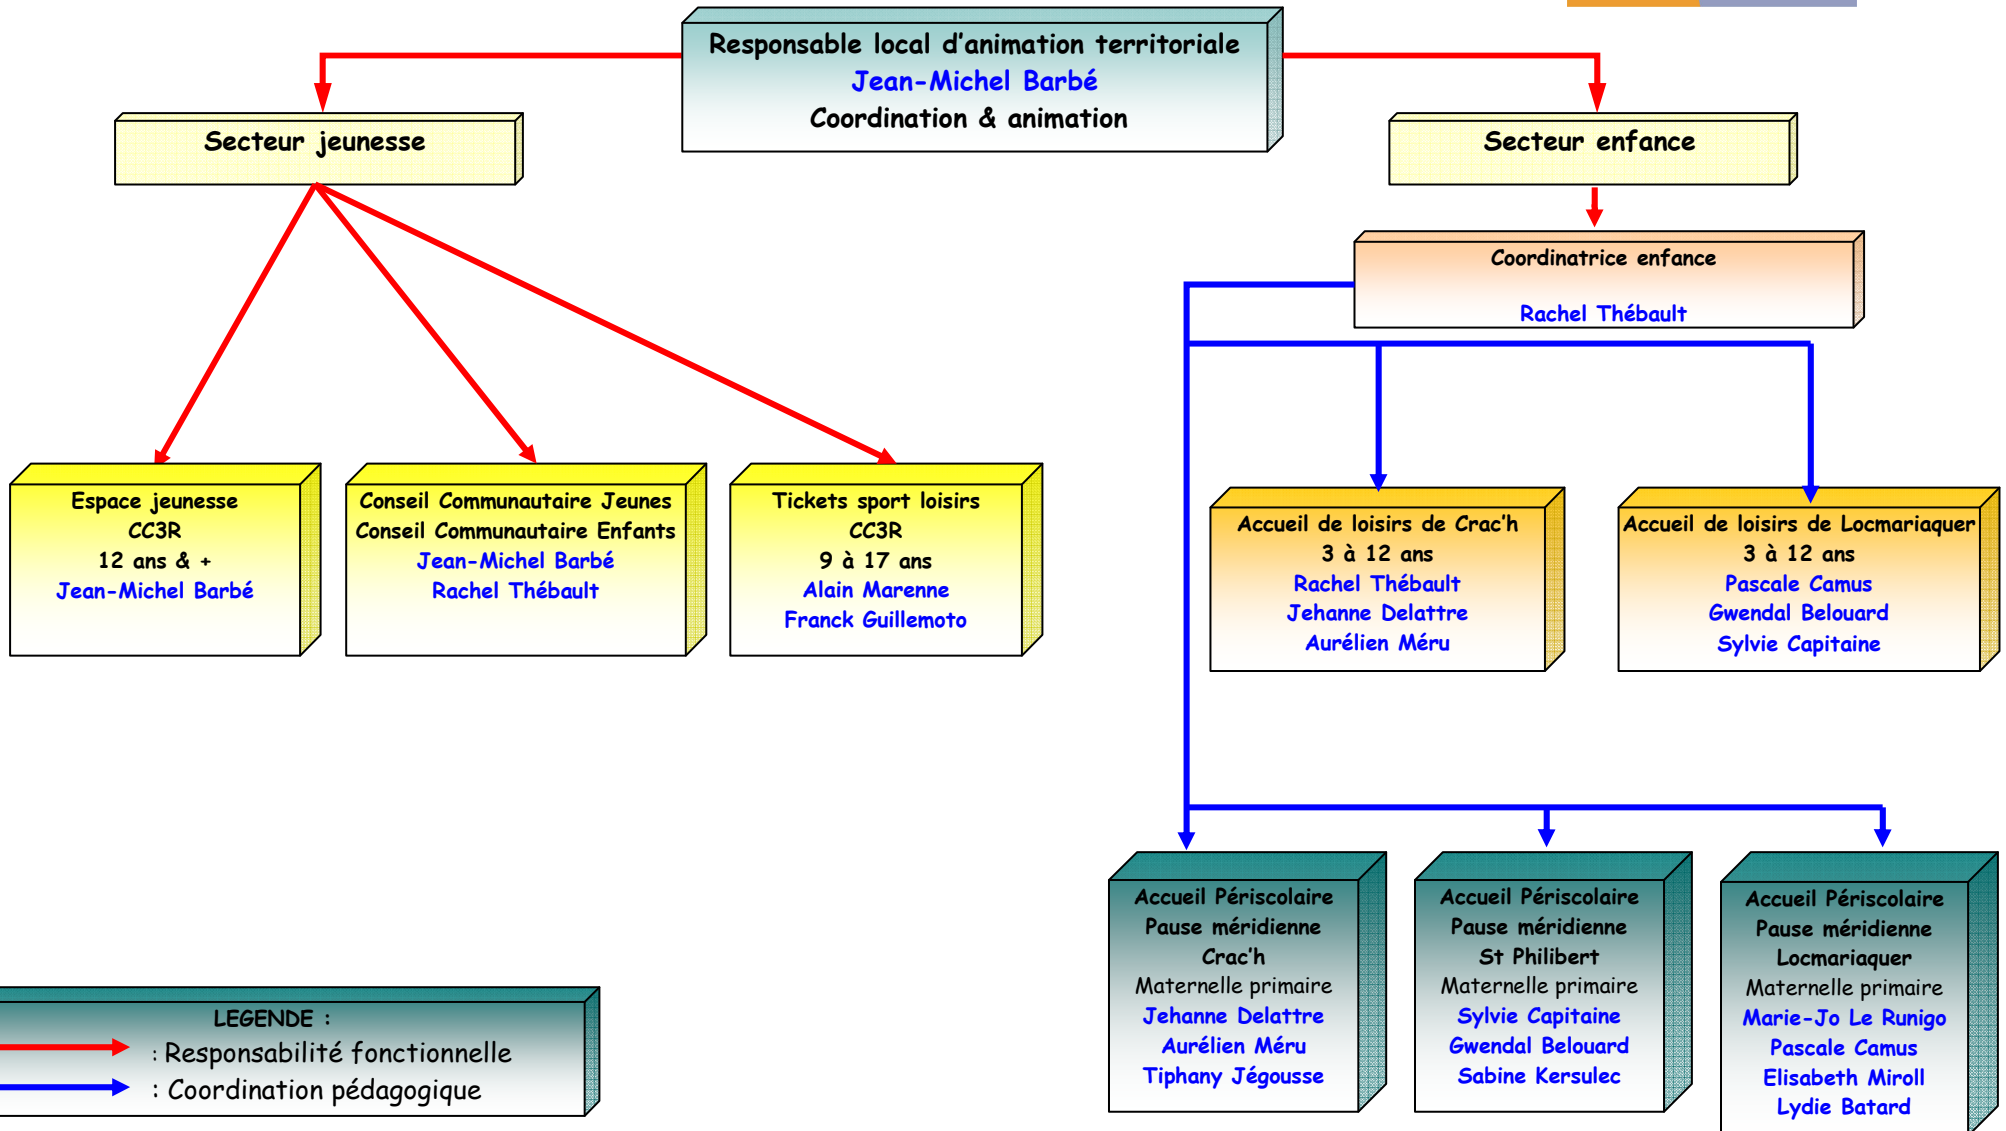 Responsable local d’animation territoriale
Jean-Michel Barbé
Coordination & animation
Secteur jeunesse
Secteur enfance
Coordinatrice enfance
Rachel Thébault
Espace jeunesse
CC3R
12 ans & +
Jean-Michel Barbé
Conseil Communautaire Jeunes
Conseil Communautaire Enfants
Jean-Michel Barbé
Rachel Thébault
Tickets sport loisirs
CC3R
9 à 17 ans
Alain Marenne
Franck Guillemoto
Accueil de loisirs de Crac’h
3 à 12 ans
Rachel Thébault
Jehanne Delattre
Aurélien Méru
Accueil de loisirs de Locmariaquer
3 à 12 ans
Pascale Camus
Gwendal Belouard
Sylvie Capitaine
Accueil Périscolaire
Pause méridienne
Crac’h
Maternelle primaire
Jehanne Delattre
Aurélien Méru
Tiphany Jégousse
Accueil Périscolaire
Pause méridienne
St Philibert
Maternelle primaire
Sylvie Capitaine
Gwendal Belouard
Sabine Kersulec
Accueil Périscolaire
Pause méridienne
Locmariaquer
Maternelle primaire
Marie-Jo Le Runigo
Pascale Camus
Elisabeth Miroll
Lydie Batard
LEGENDE :
: Responsabilité fonctionnelle
: Coordination pédagogique